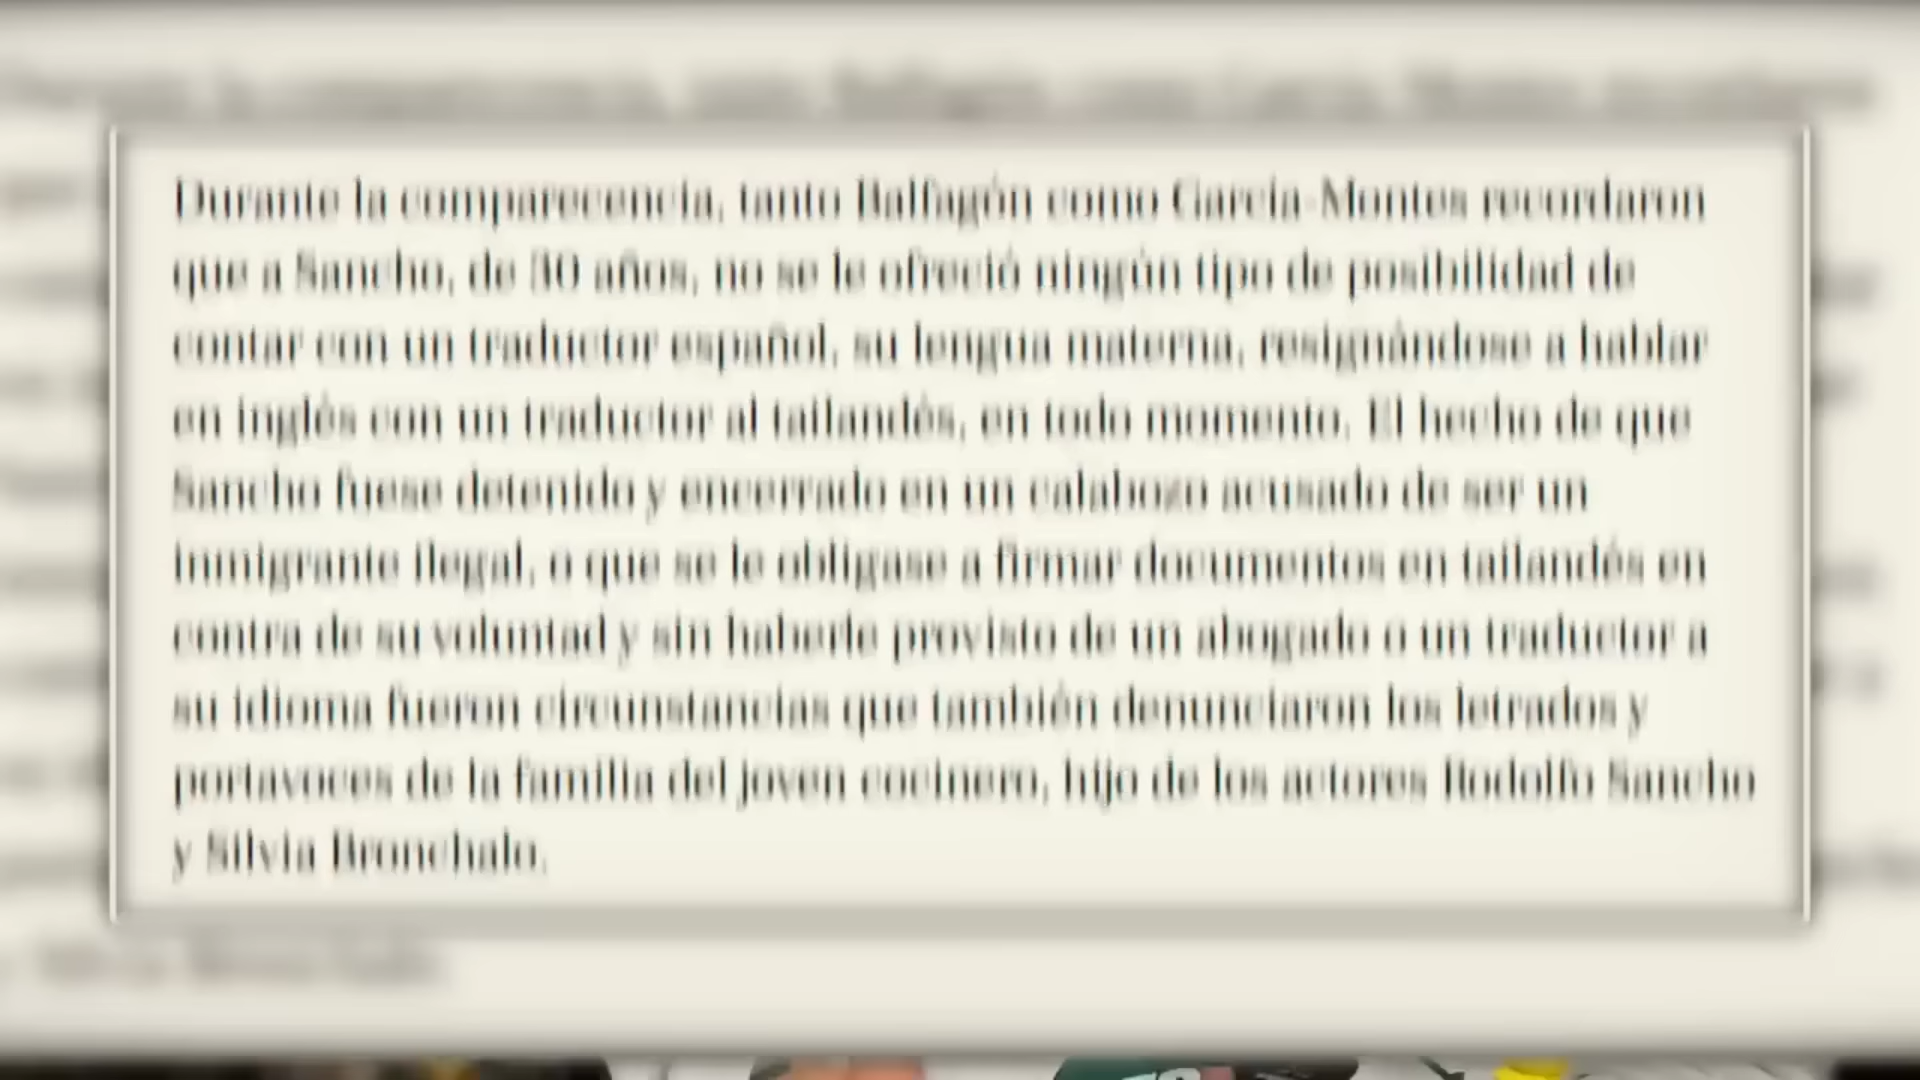 Durante la comparecencia, tanto Balfagón como García-Montes recordaron
que a Sancho, de 30 años, no se le ofreció ningún tipo de posibilidad de
contar con un traductor español, su lengua materna, resignándose a hablar
en inglés con un traductor al tailandés, en todo momento. El hecho de que
Sancho fuese detenido y encerrado en un calabozo acusado de ser un
inmigrante ilegal, o que se le obligase a firmar documentos en tailandés en
contra de su voluntad y sin haberle provisto de un abogado o un traductor a
su idioma fueron circunstancias que también denunciaron los letrados y
portavoces de la familia del joven cocinero, hijo de los actores Rodolfo Sancho
y Silvia Bronchalo.